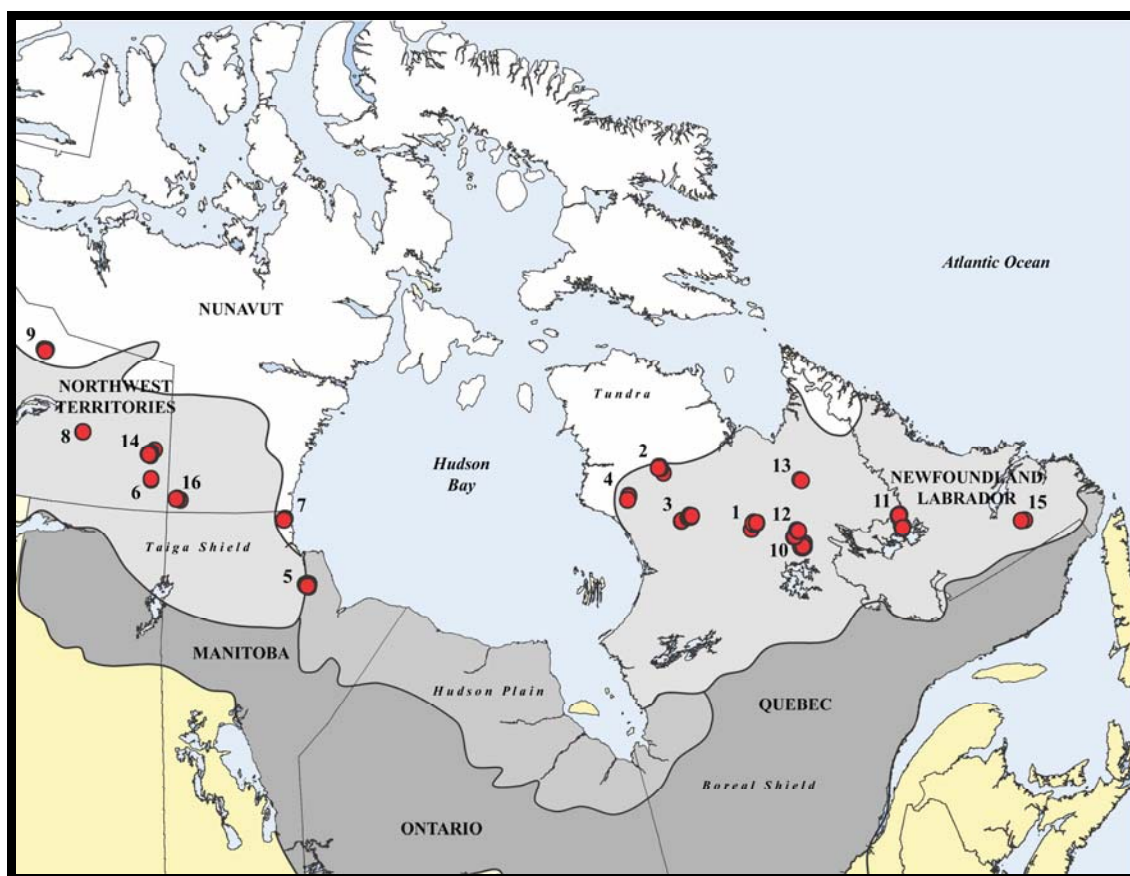 Atlantic Ocean
NUNAVUT
9
NORTHWEST
TERRITORIES
Tundra
8
14
Hudson
Bay
2
13
NEWFOUNDLAND/
LABRADOR
6
16
4
7
3
1
12
11
15
10
Taiga Shield
5
MANITOBA
Hudson Plain
QUEBEC
Boreal Shield
ONTARIO